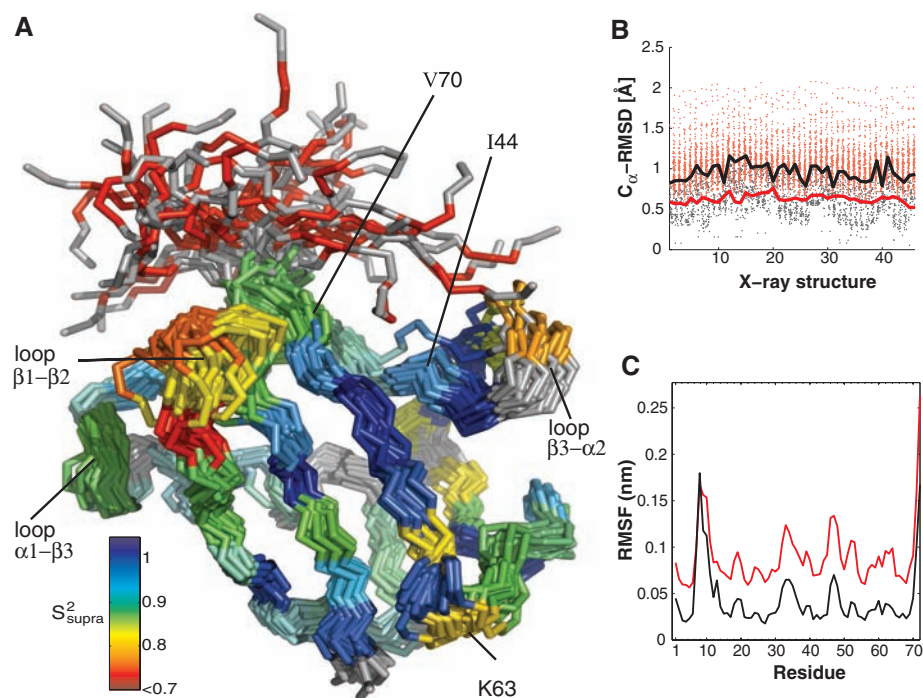 A
V70
I44
loop
β1–β2
loop
β3–α2
loop
α1–β3
S²supra
1
0.9
0.8
<0.7
K63
B
Cα–RMSD [Å]
2.5
2
1.5
1
0.5
0
10
20
30
40
X–ray structure
C
RMSF (nm)
0.25
0.20
0.15
0.10
0.05
0
1
10
20
30
40
50
60
70
Residue